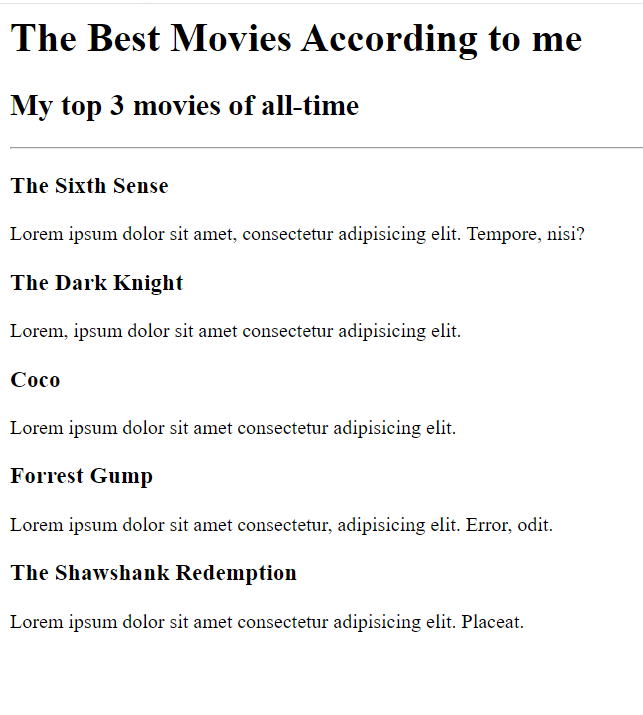 The Best Movies According to me
My top 3 movies of all-time
The Sixth Sense
Lorem ipsum dolor sit amet, consectetur adipisicing elit. Tempore, nisi?
The Dark Knight
Lorem, ipsum dolor sit amet consectetur adipisicing elit.
Coco
Lorem ipsum dolor sit amet consectetur adipisicing elit.
Forrest Gump
Lorem ipsum dolor sit amet consectetur, adipisicing elit. Error, odit.
The Shawshank Redemption
Lorem ipsum dolor sit amet consectetur adipisicing elit. Placeat.